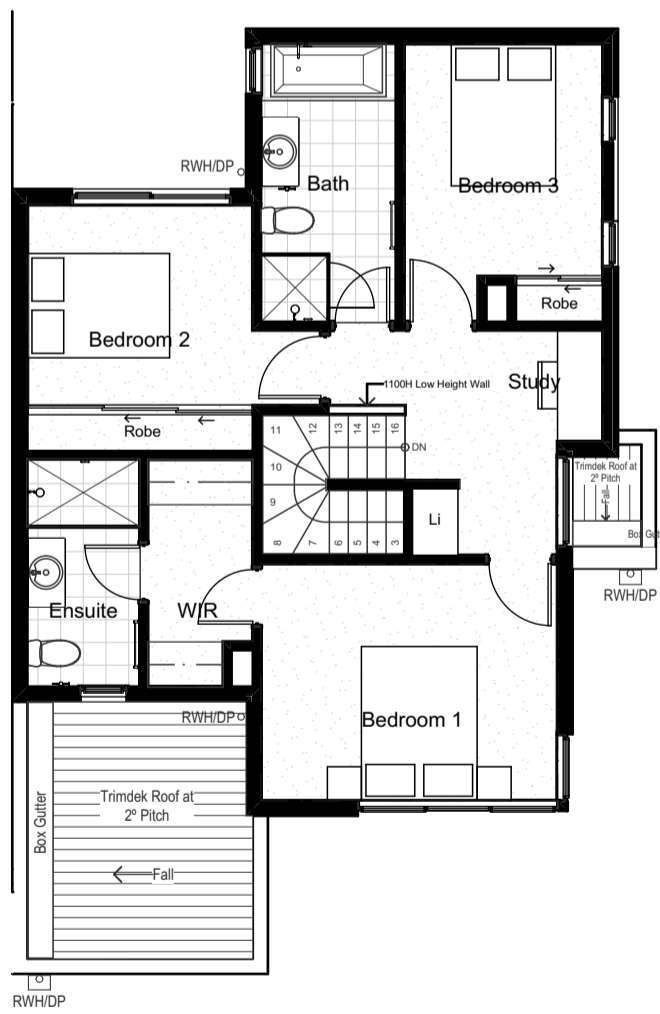 RWH/DP
Bath
Bedroom 3
Robe
Bedroom 2
1100H Low Height Wall
Study
Robe
11
12
13
14
15
16
DN
10
9
8
7
6
5
4
3
Li
Trimdek Roof at
2º Pitch
Fall
Box Gut
RWH/DP
Ensuite
WIR
Bedroom 1
RWH/DP
Box Gutter
Trimdek Roof at
2º Pitch
Fall
RWH/DP